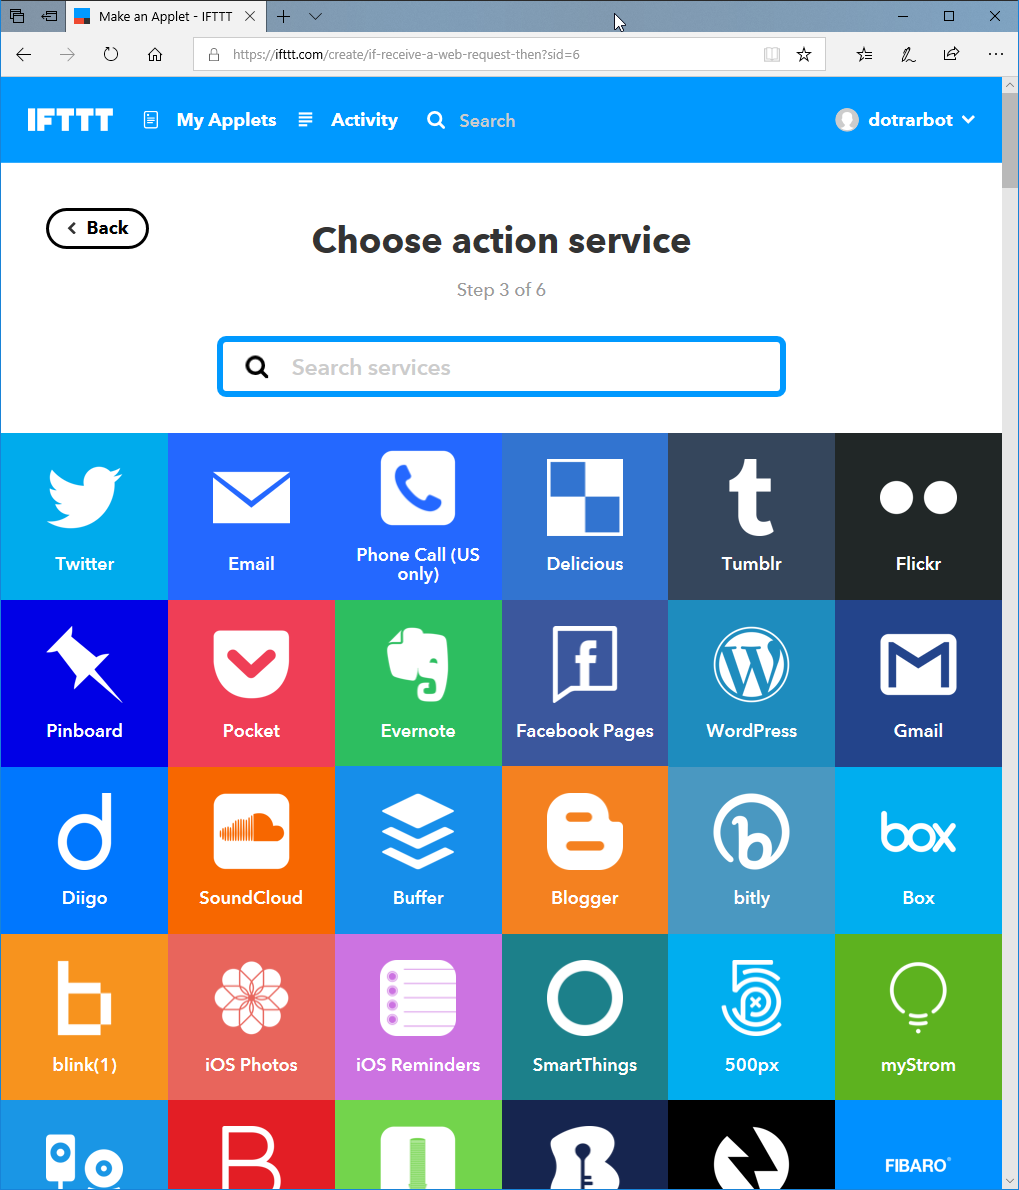 Make an Applet - IFTTT
https://ifttt.com/create/if-receive-a-web-request-then?sid=6
IFTTT
My Applets
Activity
Search
dotrarbot
Back
Choose action service
Step 3 of 6
Search services
Twitter
Email
Phone Call (US
only)
Delicious
Tumblr
Flickr
Pinboard
Pocket
Evernote
Facebook Pages
WordPress
Gmail
Diigo
SoundCloud
Buffer
Blogger
bitly
box
Box
blink(1)
iOS Photos
iOS Reminders
SmartThings
500px
myStrom
FIBARO